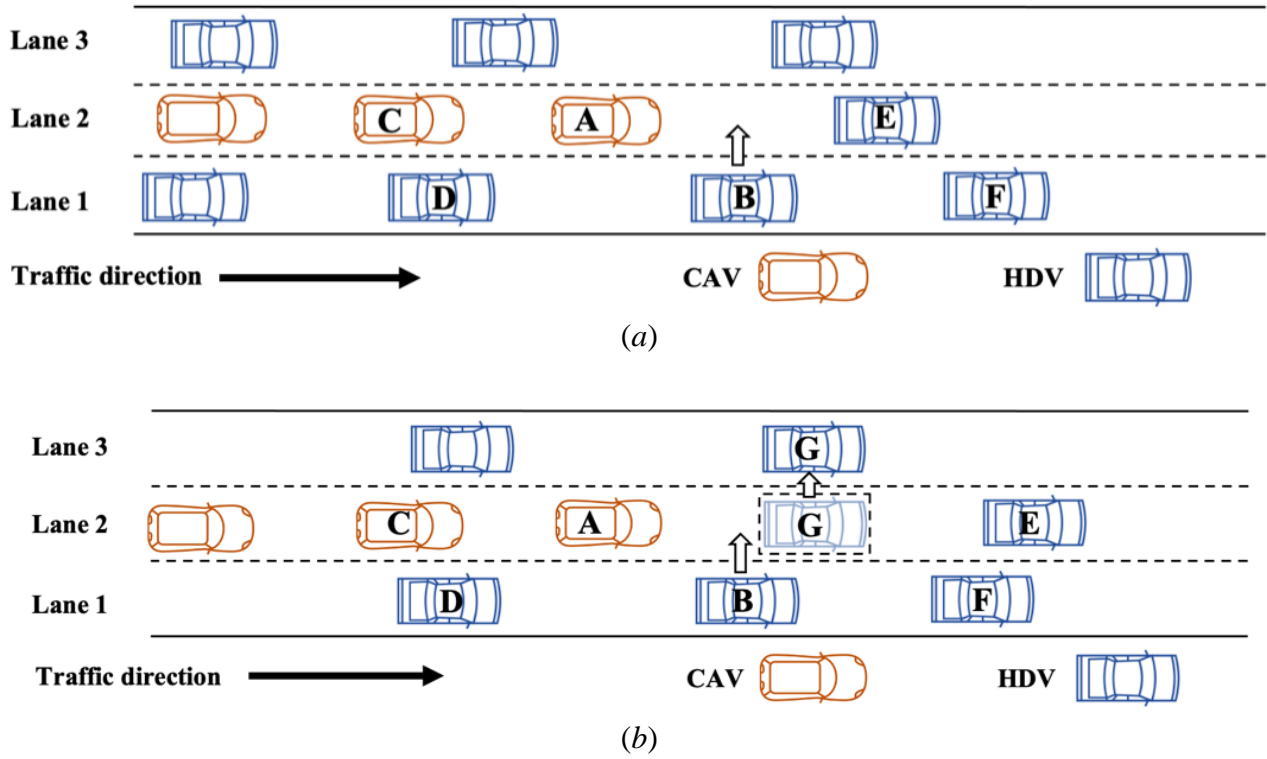 Lane 3
Lane 2 C A E
Lane 1 D B F
Traffic direction CAV HDV
(a)
Lane 3 G
Lane 2 C A G E
Lane 1 D B F
Traffic direction CAV HDV
(b)